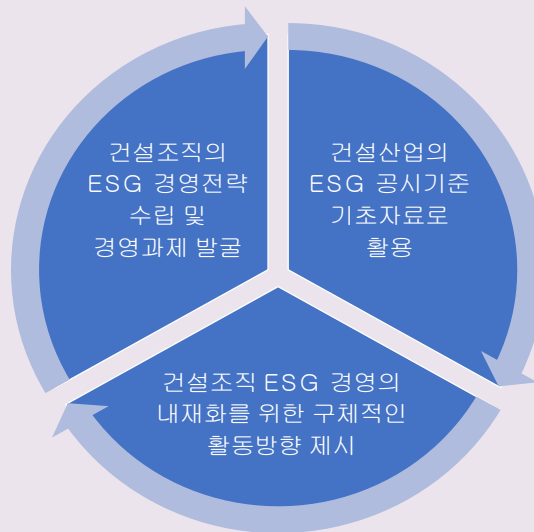 건설조직의
ESG 경영전략
수립 및
경영과제 발굴
건설산업의
ESG 공시기준
기초자료로
활용
건설조직 ESG 경영의
내재화를 위한 구체적인
활동방향 제시